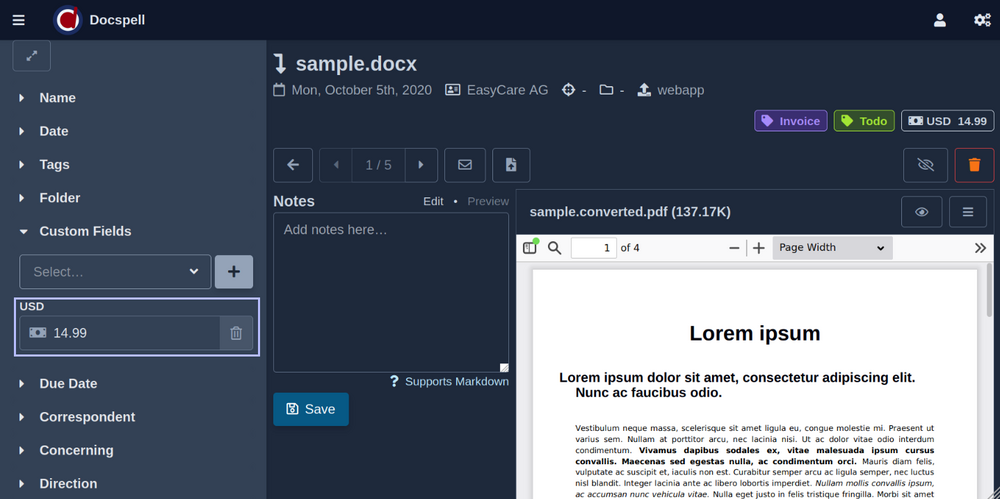 Docspell
Name
Date
Tags
Folder
Custom Fields
Select...
USD
14.99
Due Date
Correspondent
Concerning
Direction
sample.docx
Mon, October 5th, 2020 EasyCare AG - - webapp
Invoice Todo USD 14.99
1 / 5
Notes Edit • Preview
Add notes here...
? Supports Markdown
Save
sample.converted.pdf (137.17K)
1 of 4 Page Width
Lorem ipsum
Lorem ipsum dolor sit amet, consectetur adipiscing elit.
Nunc ac faucibus odio.
Vestibulum neque massa, scelerisque sit amet ligula eu, congue molestie mi. Praesent ut
varius sem. Nullam at porttitor arcu, nec lacinia nisi. Ut ac dolor vitae odio interdum
condimentum. Vivamus dapibus sodales ex, vitae malesuada ipsum cursus
convallis. Maecenas sed egestas nulla, ac condimentum orci. Mauris diam felis,
vulputate ac suscipit et, iaculis non est. Curabitur semper arcu ac ligula semper, nec luctus
nisl blandit. Integer lacinia ante ac libero lobortis imperdiet. Nullam mollis convallis ipsum,
ac accumsan nunc vehicula vitae. Nulla eget justo in felis tristique fringilla. Morbi sit amet